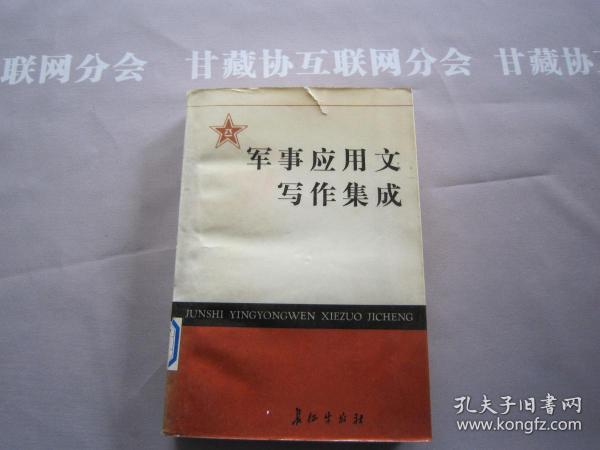 联网分会 甘藏协互联网分会 甘藏协互
八一
军事应用文
写作集成
JUNSHI YINGYONGWEN XIEZUO JICHENG
长征出版社
孔夫子旧书网
www.kongfz.com